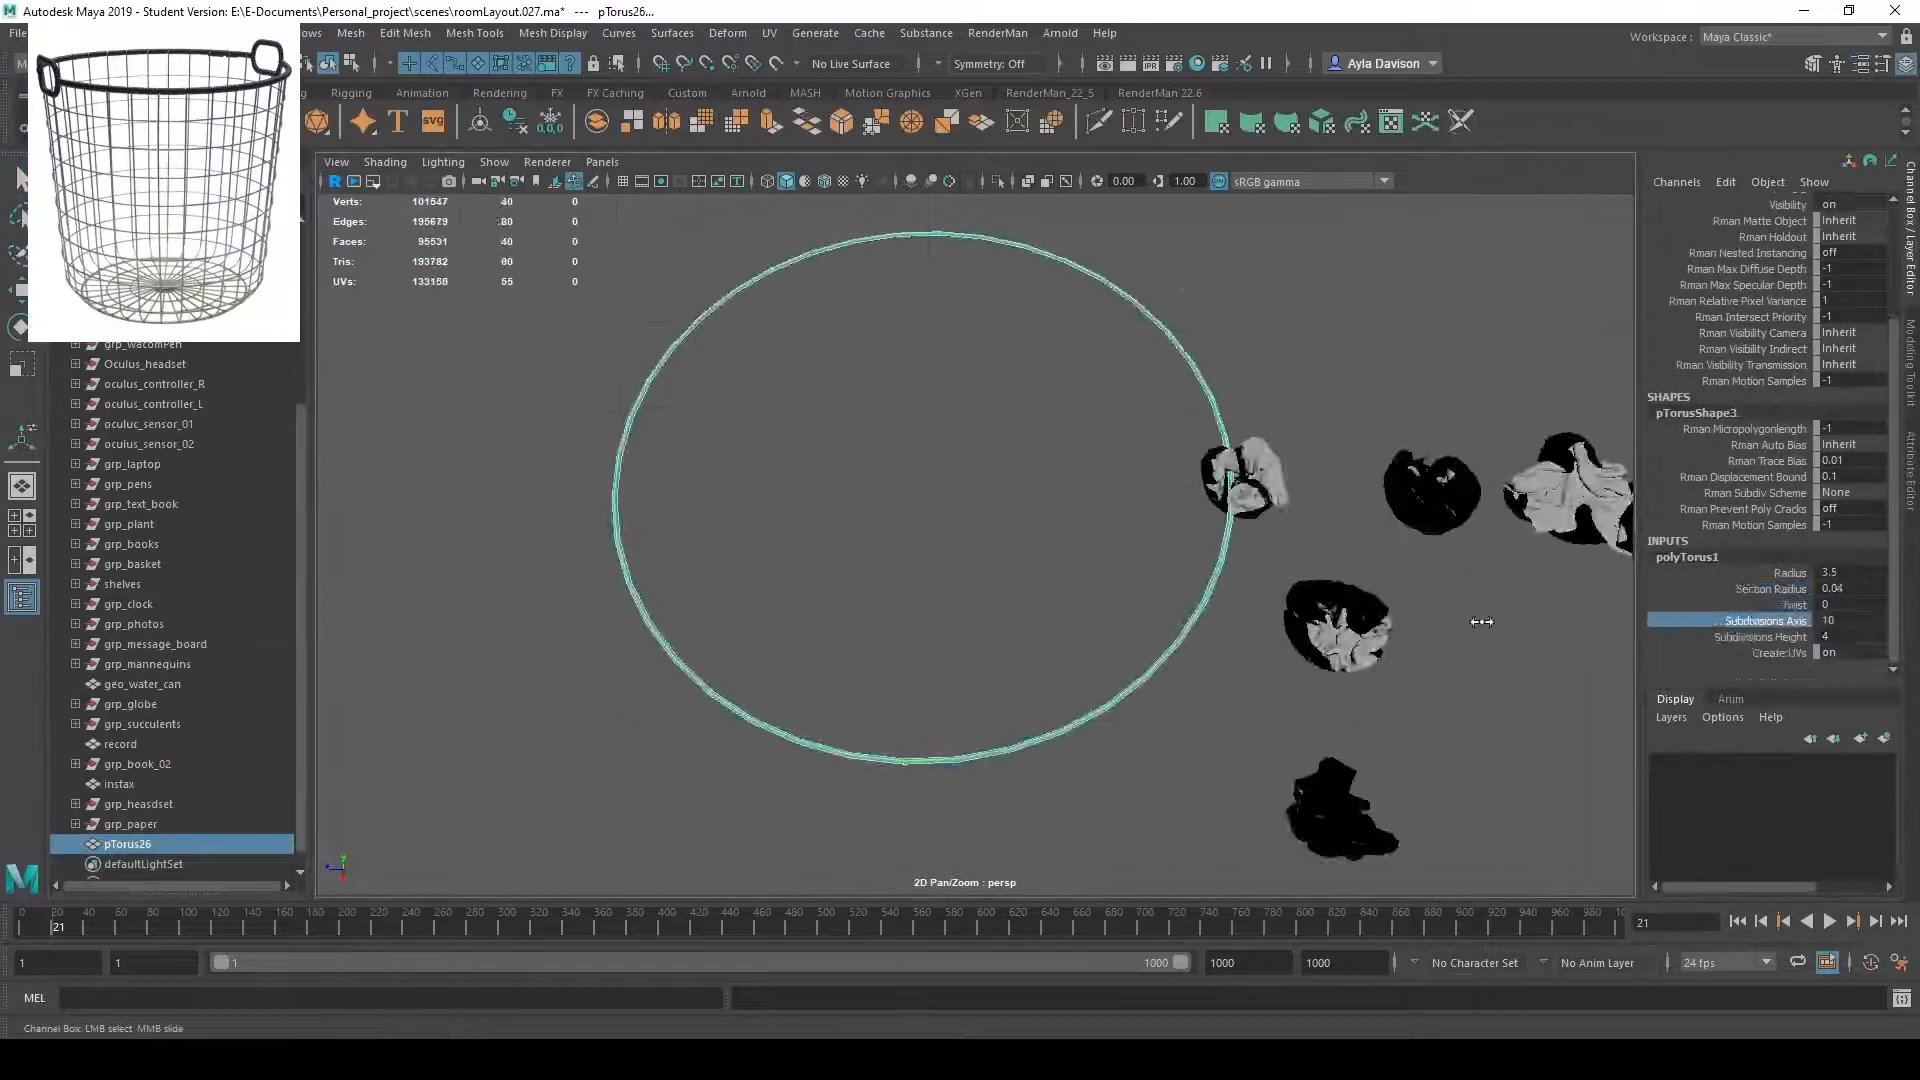 Autodesk Maya 2019 - Student Version: E:\E-Documents\Personal_project\scenes\roomLayout.027.ma* --- pTorus26...
File ows Mesh Edit Mesh Mesh Tools Mesh Display Curves Surfaces Deform UV Generate Cache Substance RenderMan Arnold Help
Workspace : Maya Classic*
M No Live Surface Symmetry: Off Ayla Davison
Rigging Animation Rendering FX FX Caching Custom Arnold MASH Motion Graphics XGen RenderMan_22_5 RenderMan 22.6
T svg 0,0,0
View Shading Lighting Show Renderer Panels
R 0.00 1.00 ON sRGB gamma
Verts: 101547 40 0
Edges: 195679 80 0
Faces: 95531 40 0
Tris: 193782 80 0
UVs: 133158 55 0
grp_wacomPen
Oculus_headset
oculus_controller_R
oculus_controller_L
oculuc_sensor_01
oculus_sensor_02
grp_laptop
grp_pens
grp_text_book
grp_plant
grp_books
grp_basket
shelves
grp_clock
grp_photos
grp_message_board
grp_mannequins
geo_water_can
grp_globe
grp_succulents
record
grp_book_02
instax
grp_heasdset
grp_paper
pTorus26
defaultLightSet
2D Pan/Zoom : persp
Channels Edit Object Show
Visibility on
Rman Matte Object Inherit
Rman Holdout Inherit
Rman Nested Instancing off
Rman Max Diffuse Depth -1
Rman Max Specular Depth -1
Rman Relative Pixel Variance 1
Rman Intersect Priority -1
Rman Visibility Camera Inherit
Rman Visibility Indirect Inherit
Rman Visibility Transmission Inherit
Rman Motion Samples -1
SHAPES
pTorusShape3
Rman Micropolygonlength -1
Rman Auto Bias Inherit
Rman Trace Bias 0.01
Rman Displacement Bound 0.1
Rman Subdiv Scheme None
Rman Prevent Poly Cracks off
Rman Motion Samples -1
INPUTS
polyTorus1
Radius 3.5
Section Radius 0.04
Twist 0
Subdivisions Axis 10
Subdivisions Height 4
Create UVs on
Display Anim
Layers Options Help
Channel Box / Layer Editor
Modeling Toolkit
Attribute Editor
0 20 40 60 80 100 120 140 160 180 200 220 240 260 280 300 320 340 360 380 400 420 440 460 480 500 520 540 560 580 600 620 640 660 680 700 720 740 760 780 800 820 840 860 880 900 920 940 960 980 10
21 21
1 1 1 1000 1000 1000 No Character Set No Anim Layer 24 fps
MEL
Channel Box: LMB select MMB slide